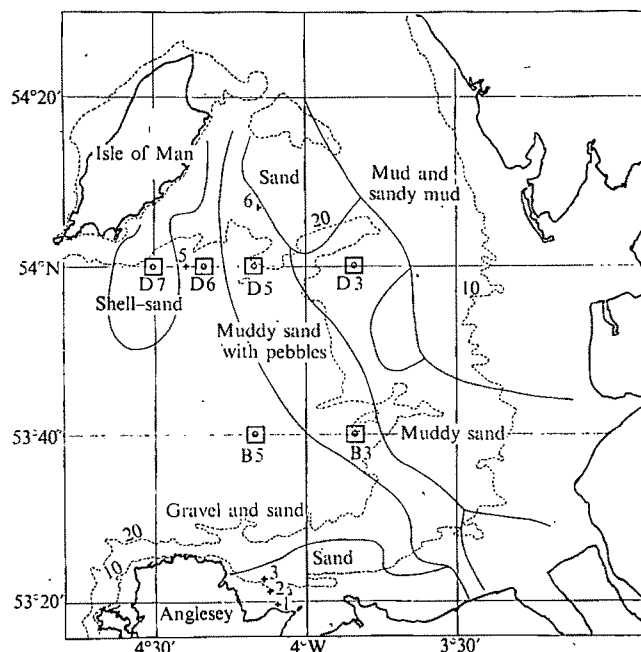 54°20'
Isle of Man
Sand
Mud and
sandy mud
6
20
5
54°N
D7
D6
D5
D3
10
Shell–sand
Muddy sand
with pebbles
53°40'
B5
B3
Muddy sand
Gravel and sand
20
10
Sand
3
2
1
53°20'
Anglesey
4°30'
4°W
3°30'